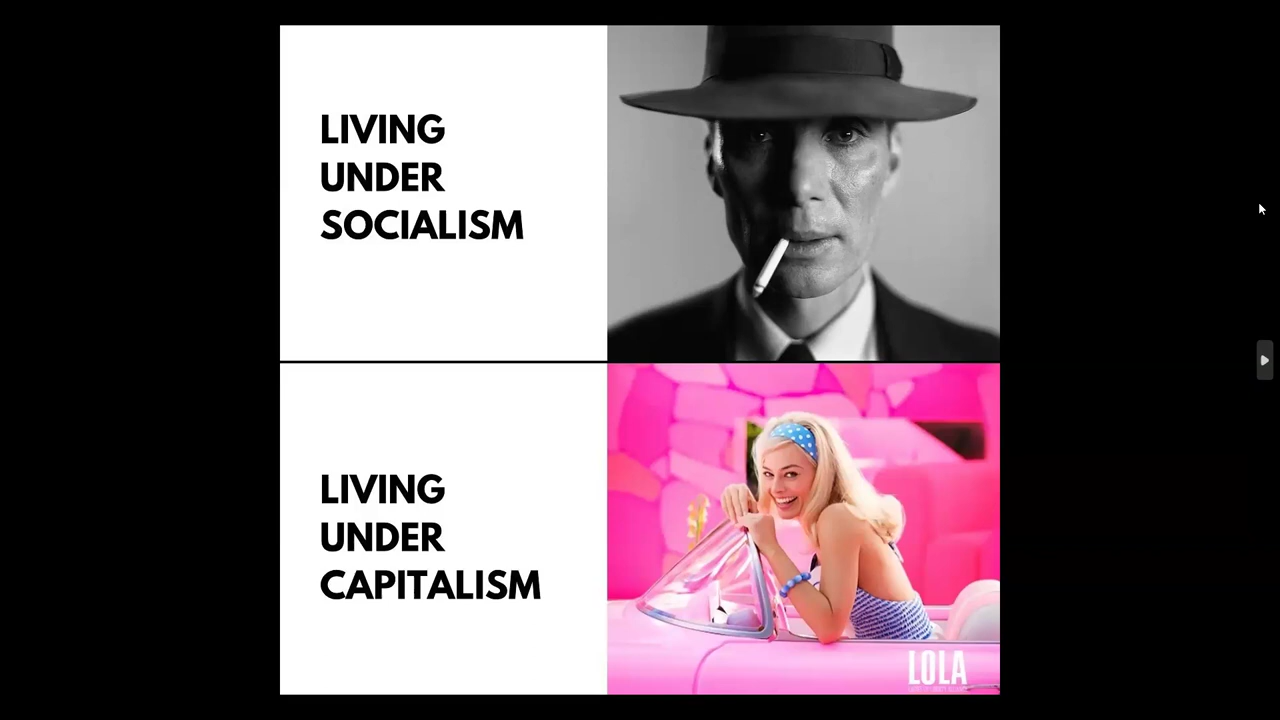 LIVING
UNDER
SOCIALISM
LIVING
UNDER
CAPITALISM
LOLA